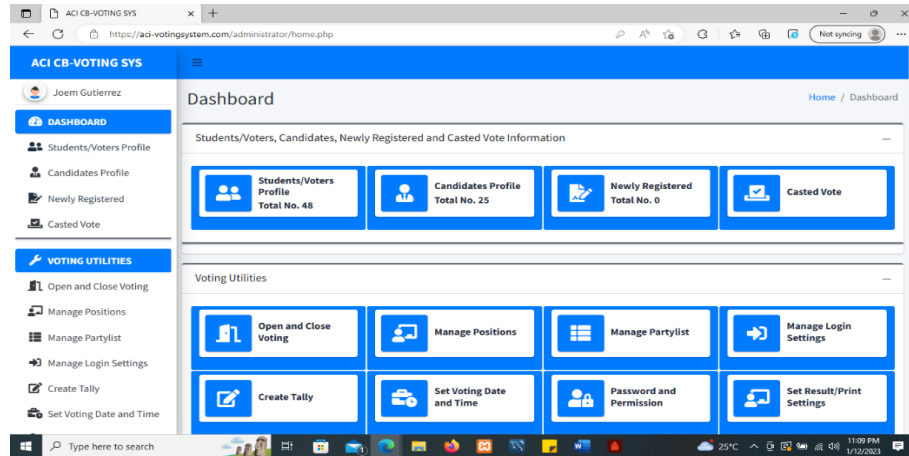 ACI CB-VOTING SYS
https://aci-votingsystem.com/administrator/home.php
Not syncing
ACI CB-VOTING SYS
Joem Gutierrez
Dashboard
Home / Dashboard
DASHBOARD
Students/Voters Profile
Candidates Profile
Newly Registered
Casted Vote
VOTING UTILITIES
Open and Close Voting
Manage Positions
Manage Partylist
Manage Login Settings
Create Tally
Set Voting Date and Time
Students/Voters, Candidates, Newly Registered and Casted Vote Information
Students/Voters
Profile
Total No. 48
Candidates Profile
Total No. 25
Newly Registered
Total No. 0
Casted Vote
Voting Utilities
Open and Close
Voting
Manage Positions
Manage Partylist
Manage Login
Settings
Create Tally
Set Voting Date
and Time
Password and
Permission
Set Result/Print
Settings
Type here to search
25°C
11:09 PM
1/12/2023